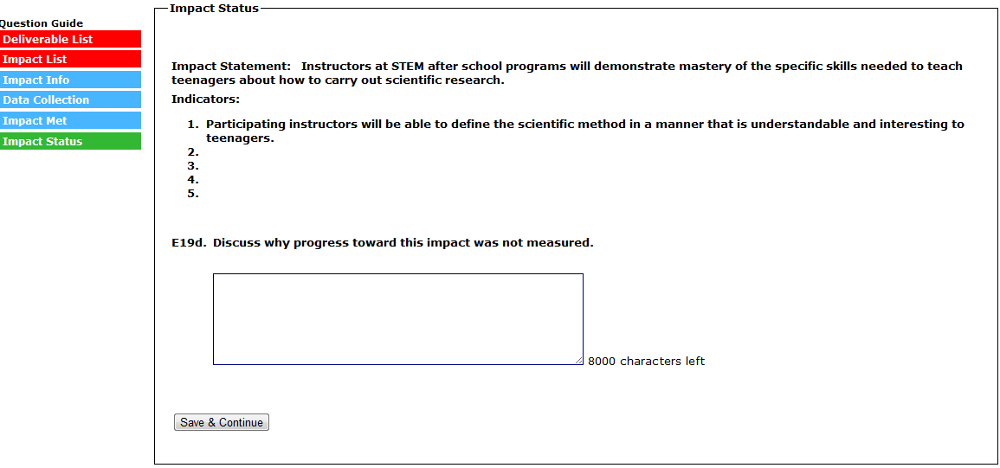 Impact Status
Question Guide
Deliverable List
Impact List
Impact Info
Data Collection
Impact Met
Impact Status
Impact Statement: Instructors at STEM after school programs will demonstrate mastery of the specific skills needed to teach
teenagers about how to carry out scientific research.
Indicators:
1. Participating instructors will be able to define the scientific method in a manner that is understandable and interesting to
teenagers.
2.
3.
4.
5.
E19d. Discuss why progress toward this impact was not measured.
8000 characters left
Save & Continue